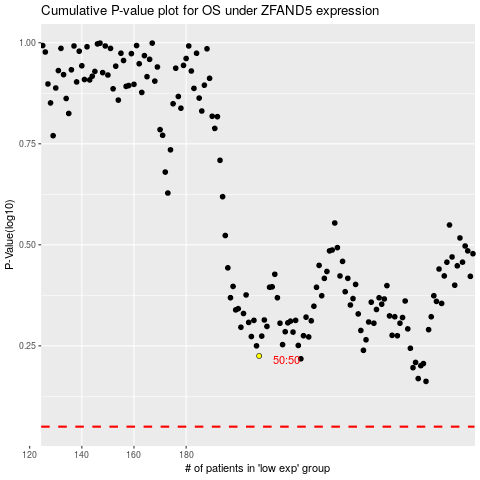 Cumulative P-value plot for OS under ZFAND5 expression
P-Value(log10)
1.00
0.75
0.50
0.25
50:50
120 140 160 180
# of patients in 'low exp' group